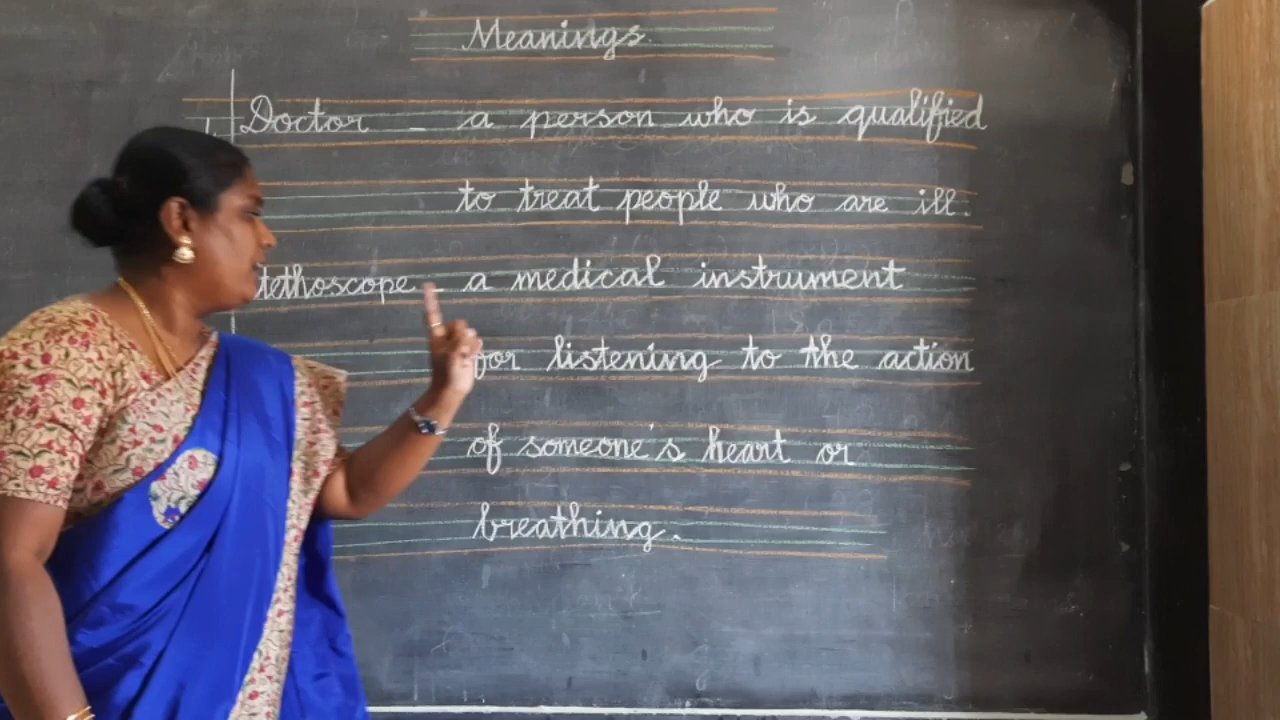 Meanings.
1. Doctor - a person who is qualified
to treat people who are ill.
tethoscope - a medical instrument
for listening to the action
of someone's heart or
breathing.